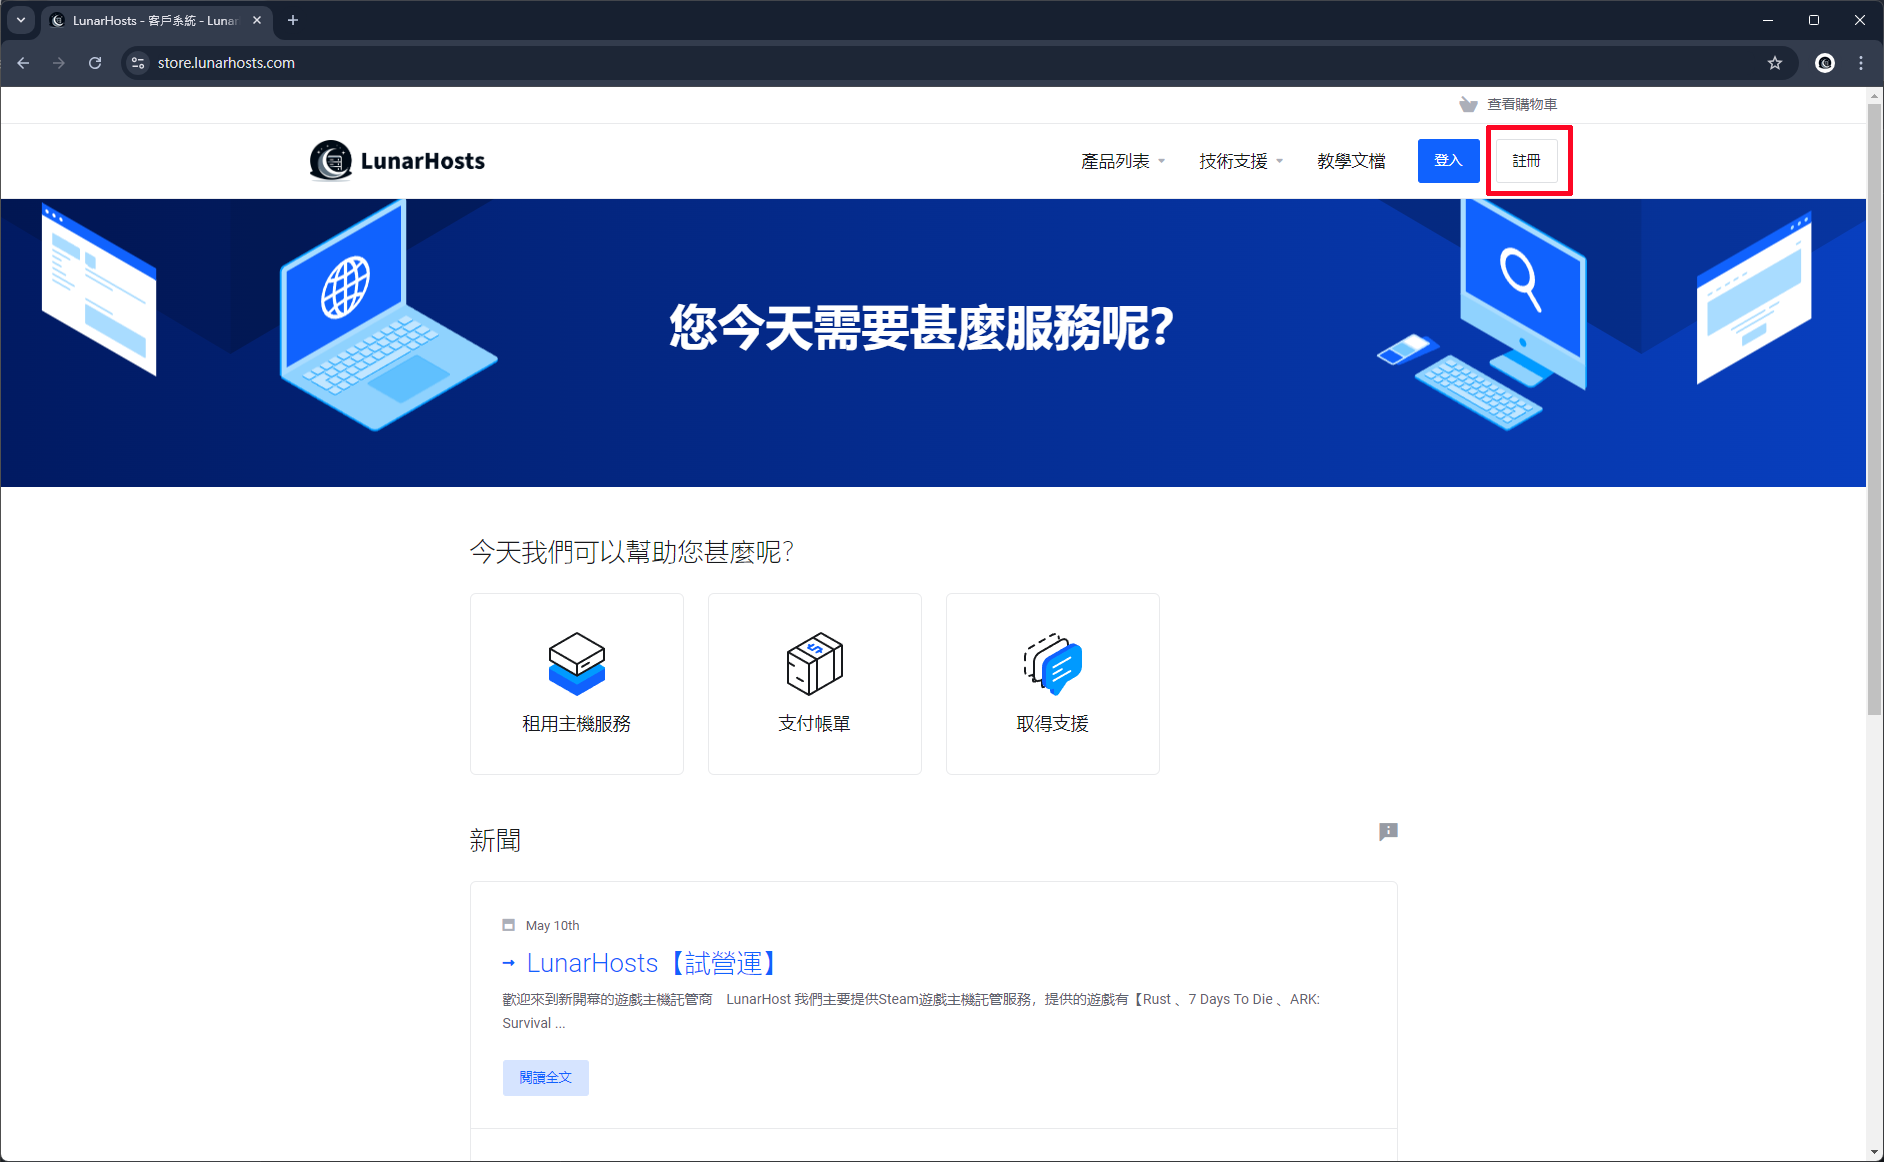 LunarHosts - 客戶系統 - Lunar
store.lunarhosts.com
查看購物車
LunarHosts
產品列表 技術支援 教學文檔 登入 註冊
您今天需要甚麼服務呢?
今天我們可以幫助您甚麼呢?
租用主機服務 支付帳單 取得支援
新聞
May 10th
→ LunarHosts【試營運】
歡迎來到新開幕的遊戲主機託管商 LunarHost 我們主要提供Steam遊戲主機託管服務，提供的遊戲有【Rust 、7 Days To Die 、ARK:
Survival ...
閱讀全文